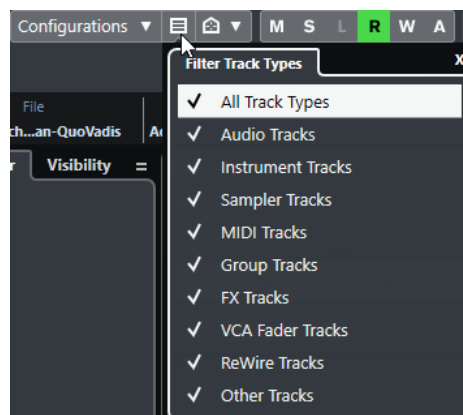 Configurations
M S L R W A
Filter Track Types X
All Track Types
File
ch...an-QuoVadis
Audio Tracks
Visibility
Instrument Tracks
Sampler Tracks
MIDI Tracks
Group Tracks
FX Tracks
VCA Fader Tracks
ReWire Tracks
Other Tracks